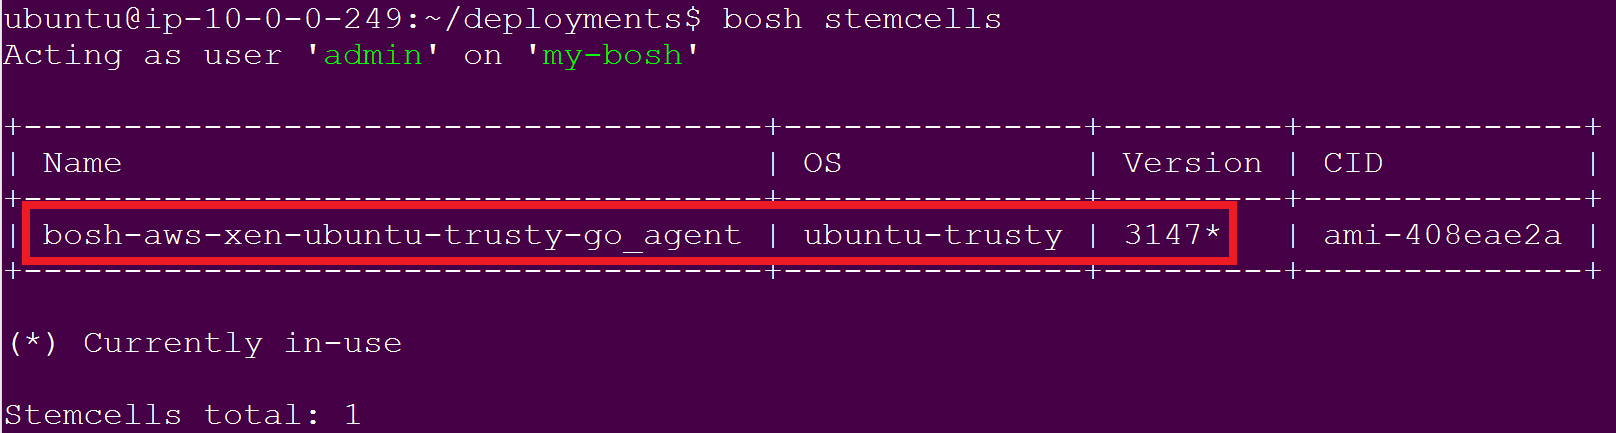 ubuntu@ip-10-0-0-249:~/deployments$ bosh stemcells
Acting as user 'admin' on 'my-bosh'
+-------------------------------------+---------------+---------+--------------+
| Name                                | OS            | Version | CID          |
+-------------------------------------+---------------+---------+--------------+
| bosh-aws-xen-ubuntu-trusty-go_agent | ubuntu-trusty | 3147*   | ami-408eae2a |
+-------------------------------------+---------------+---------+--------------+
(*) Currently in-use
Stemcells total: 1